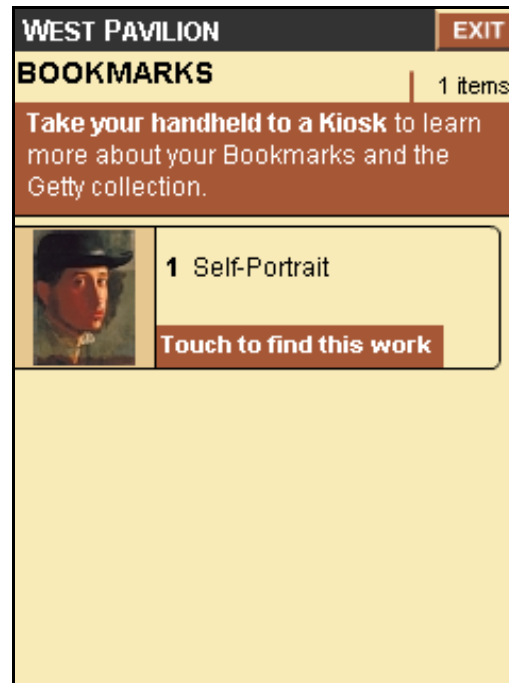 WEST PAVILION EXIT
BOOKMARKS
1 items
Take your handheld to a Kiosk to learn
more about your Bookmarks and the
Getty collection.
1 Self-Portrait
Touch to find this work